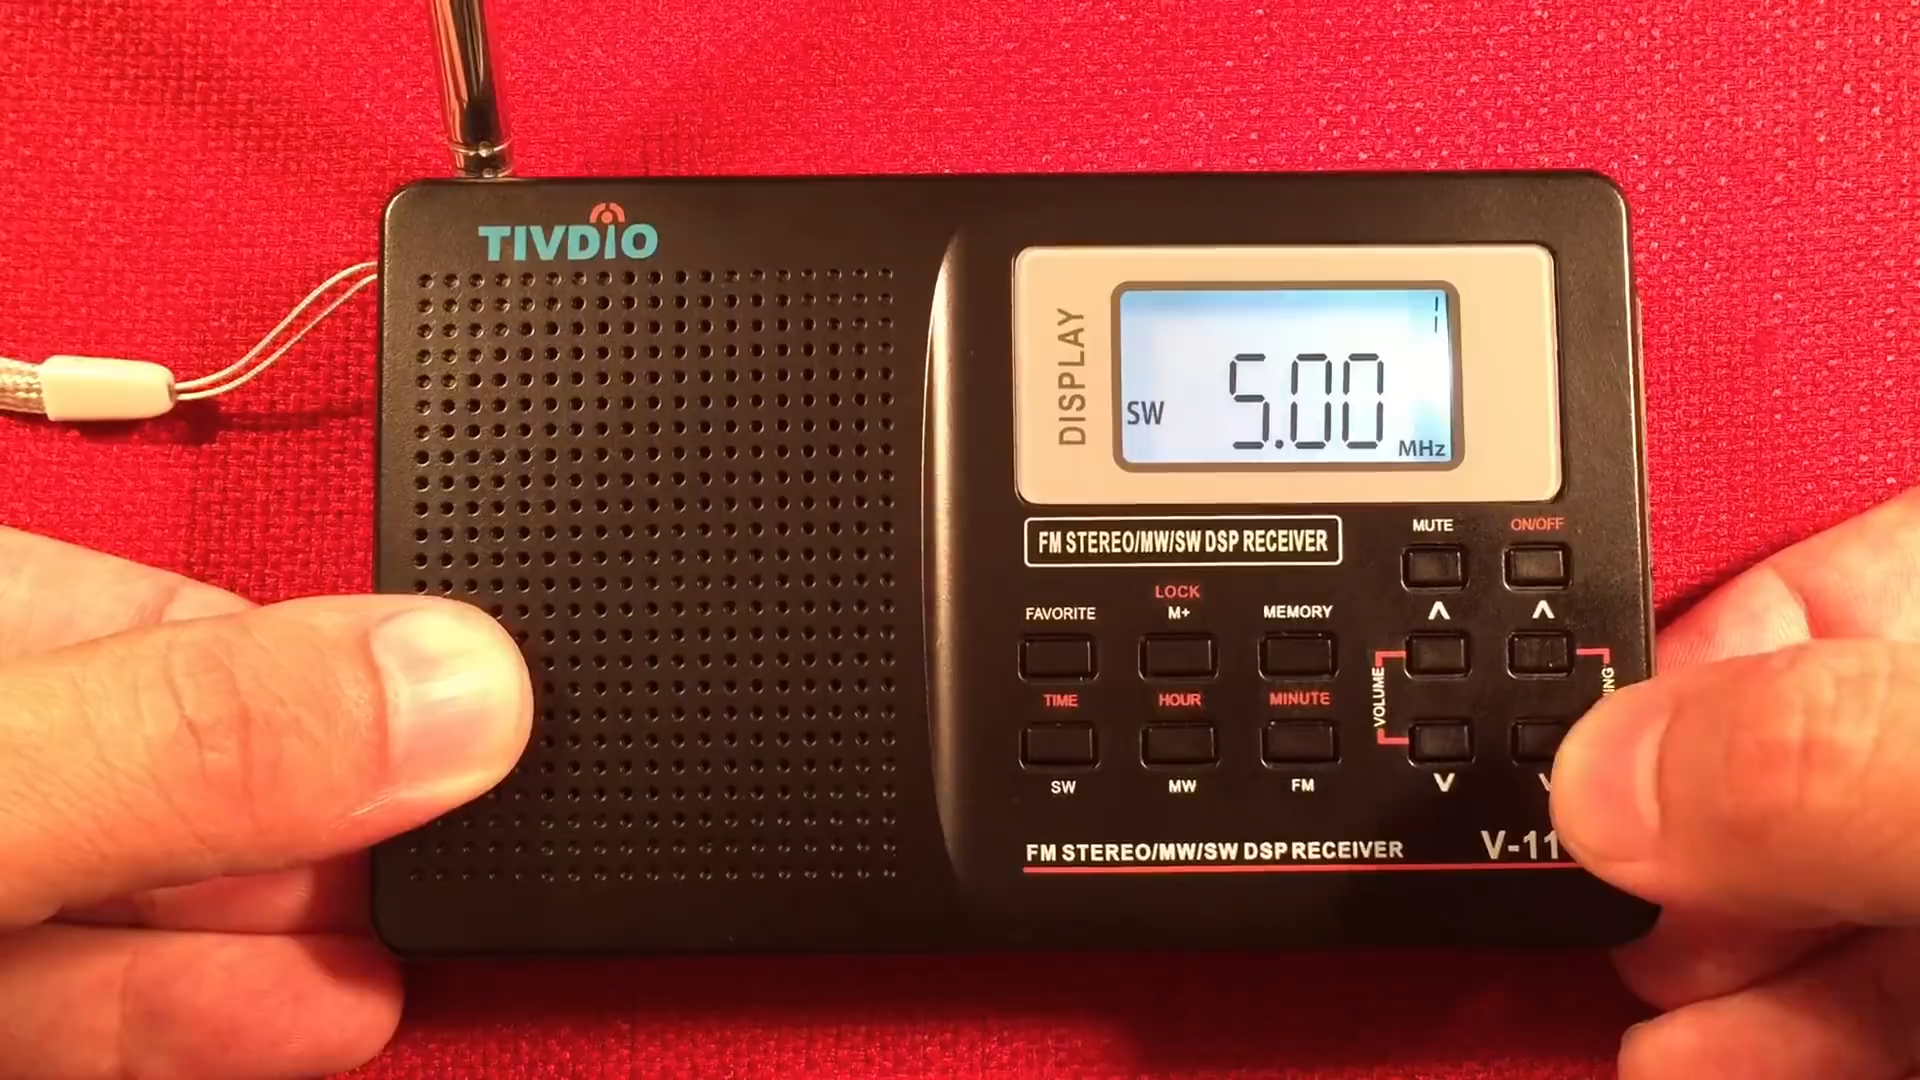 TIVDIO
DISPLAY
1
SW 5.00 MHz
FM STEREO/MW/SW DSP RECEIVER
MUTE ON/OFF
LOCK
FAVORITE M+ MEMORY
TIME HOUR MINUTE
VOLUME
SW MW FM
FM STEREO/MW/SW DSP RECEIVER